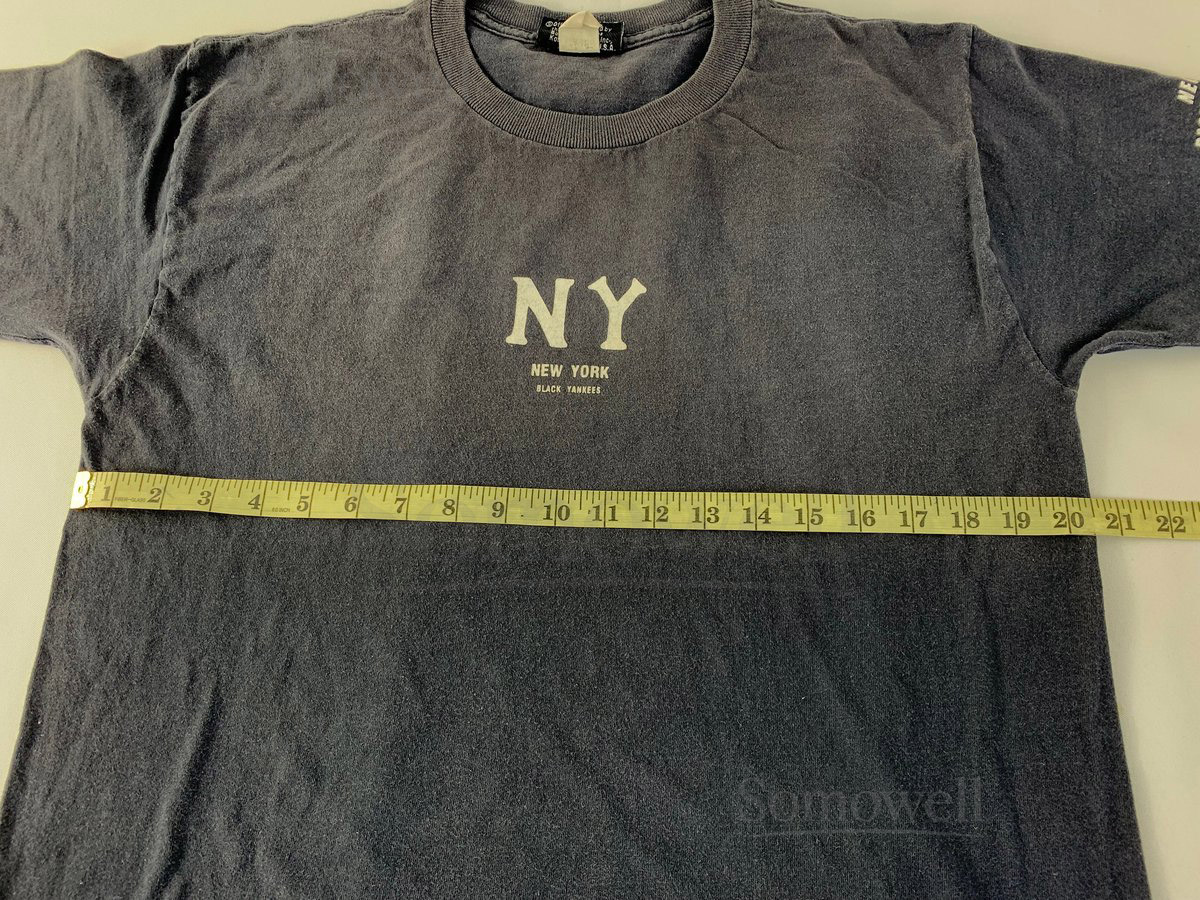 NY
NEW YORK
BLACK YANKEES
1 2 3 4 5 6 7 8 9 10 11 12 13 14 15 16 17 18 19 20 21 22
Somowell